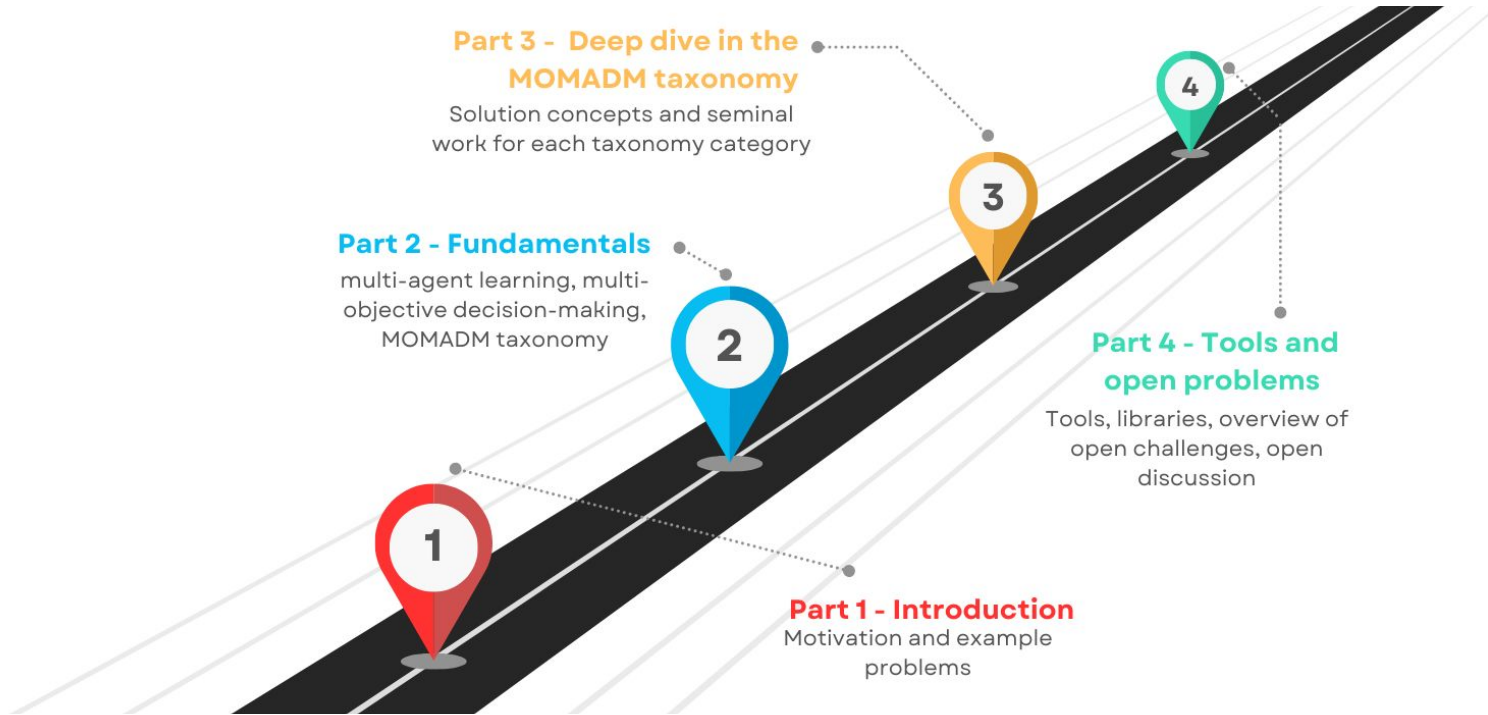 Part 3 - Deep dive in the
MOMADM taxonomy
Solution concepts and seminal
work for each taxonomy category
4
3
Part 2 - Fundamentals
multi-agent learning, multi-
objective decision-making,
MOMADM taxonomy
2
Part 4 - Tools and
open problems
Tools, libraries, overview of
open challenges, open
discussion
1
Part 1 - Introduction
Motivation and example
problems